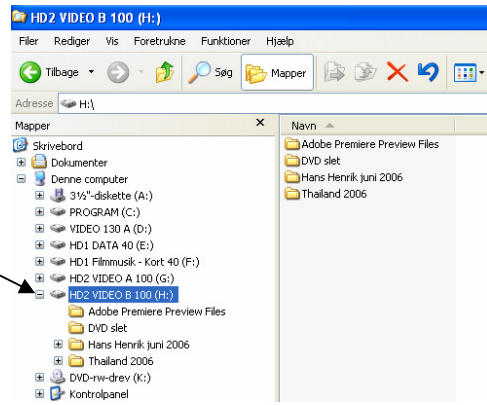 HD2 VIDEO B 100 (H:)
Filer Rediger Vis Foretrukne Funktioner Hjælp
Tilbage Søg Mapper
Adresse H:\
Mapper × Navn
Skrivebord
Adobe Premiere Preview Files
Dokumenter
DVD slet
Denne computer
Hans Henrik juni 2006
3½"-diskette (A:)
Thailand 2006
PROGRAM (C:)
VIDEO 130 A (D:)
HD1 DATA 40 (E:)
HD1 Filmmusik - Kort 40 (F:)
HD2 VIDEO A 100 (G:)
HD2 VIDEO B 100 (H:)
Adobe Premiere Preview Files
DVD slet
Hans Henrik juni 2006
Thailand 2006
DVD-rw-drev (K:)
Kontrolpanel